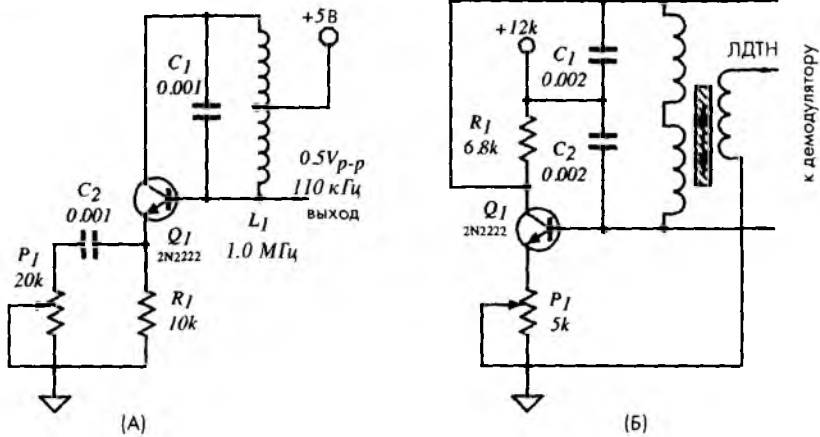 +5В
C1
0.001
0.5Vp-p
110 кГц
выход
L1
1.0 МГц
C2
0.001
Q1
2N2222
P1
20k
R1
10k
(А)
+12k
C1
0.002
R1
6.8k
C2
0.002
ЛДТН
к демодулятору
Q1
2N2222
P1
5k
(Б)